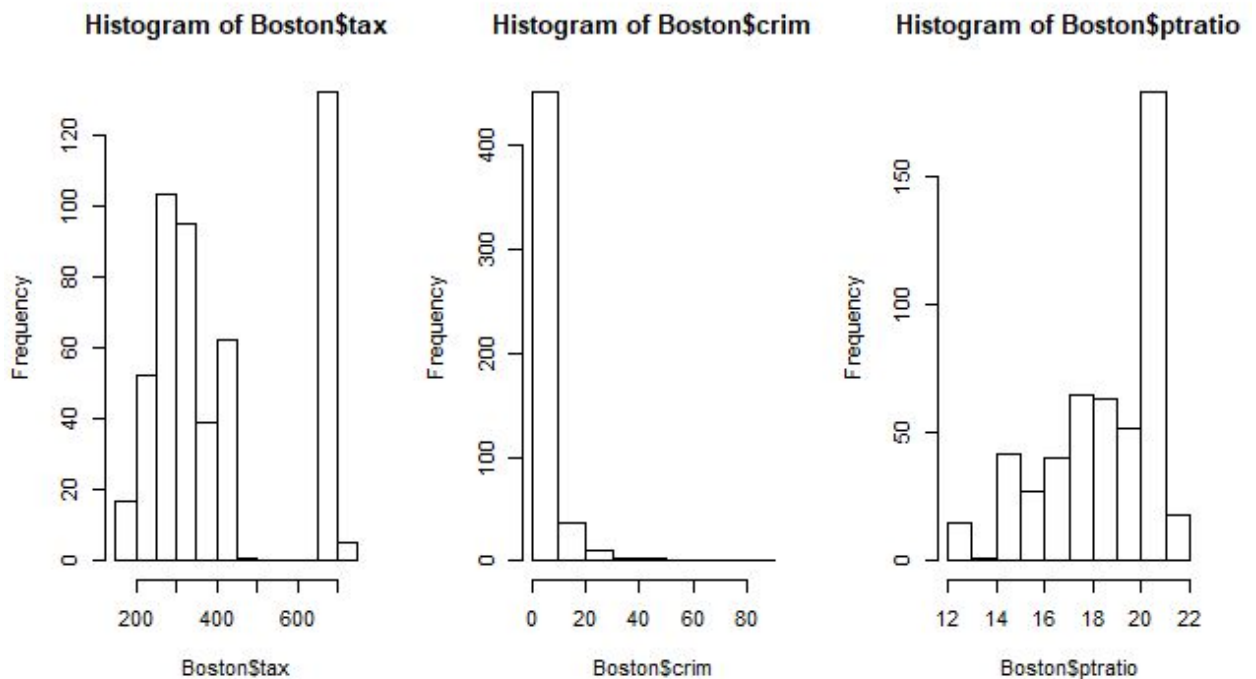 Histogram of Boston$tax
Frequency
0 20 40 60 80 100 120
200 400 600
Boston$tax
Histogram of Boston$crim
Frequency
0 100 200 300 400
0 20 40 60 80
Boston$crim
Histogram of Boston$ptratio
Frequency
0 50 100 150
12 14 16 18 20 22
Boston$ptratio